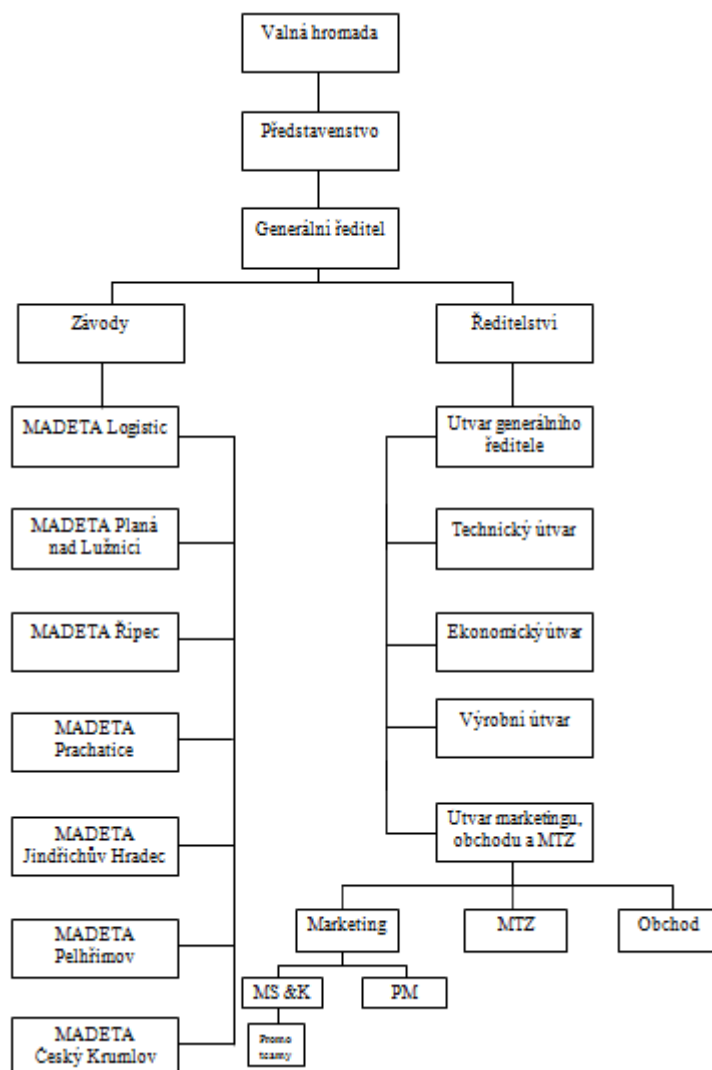 Valná hromada
Představenstvo
Generální ředitel
Závody
Ředitelství
MADETA Logistic
Utvar generálního
ředitele
MADETA Planá
nad Lužnicí
Technický útvar
MADETA Řípec
Ekonomický útvar
MADETA
Prachatice
Výrobní útvar
MADETA
Jindřichův Hradec
Utvar marketingu,
obchodu a MTZ
MADETA
Pelhřimov
Marketing
MTZ
Obchod
MS &K
PM
MADETA
Český Krumlov
Promo
teamy